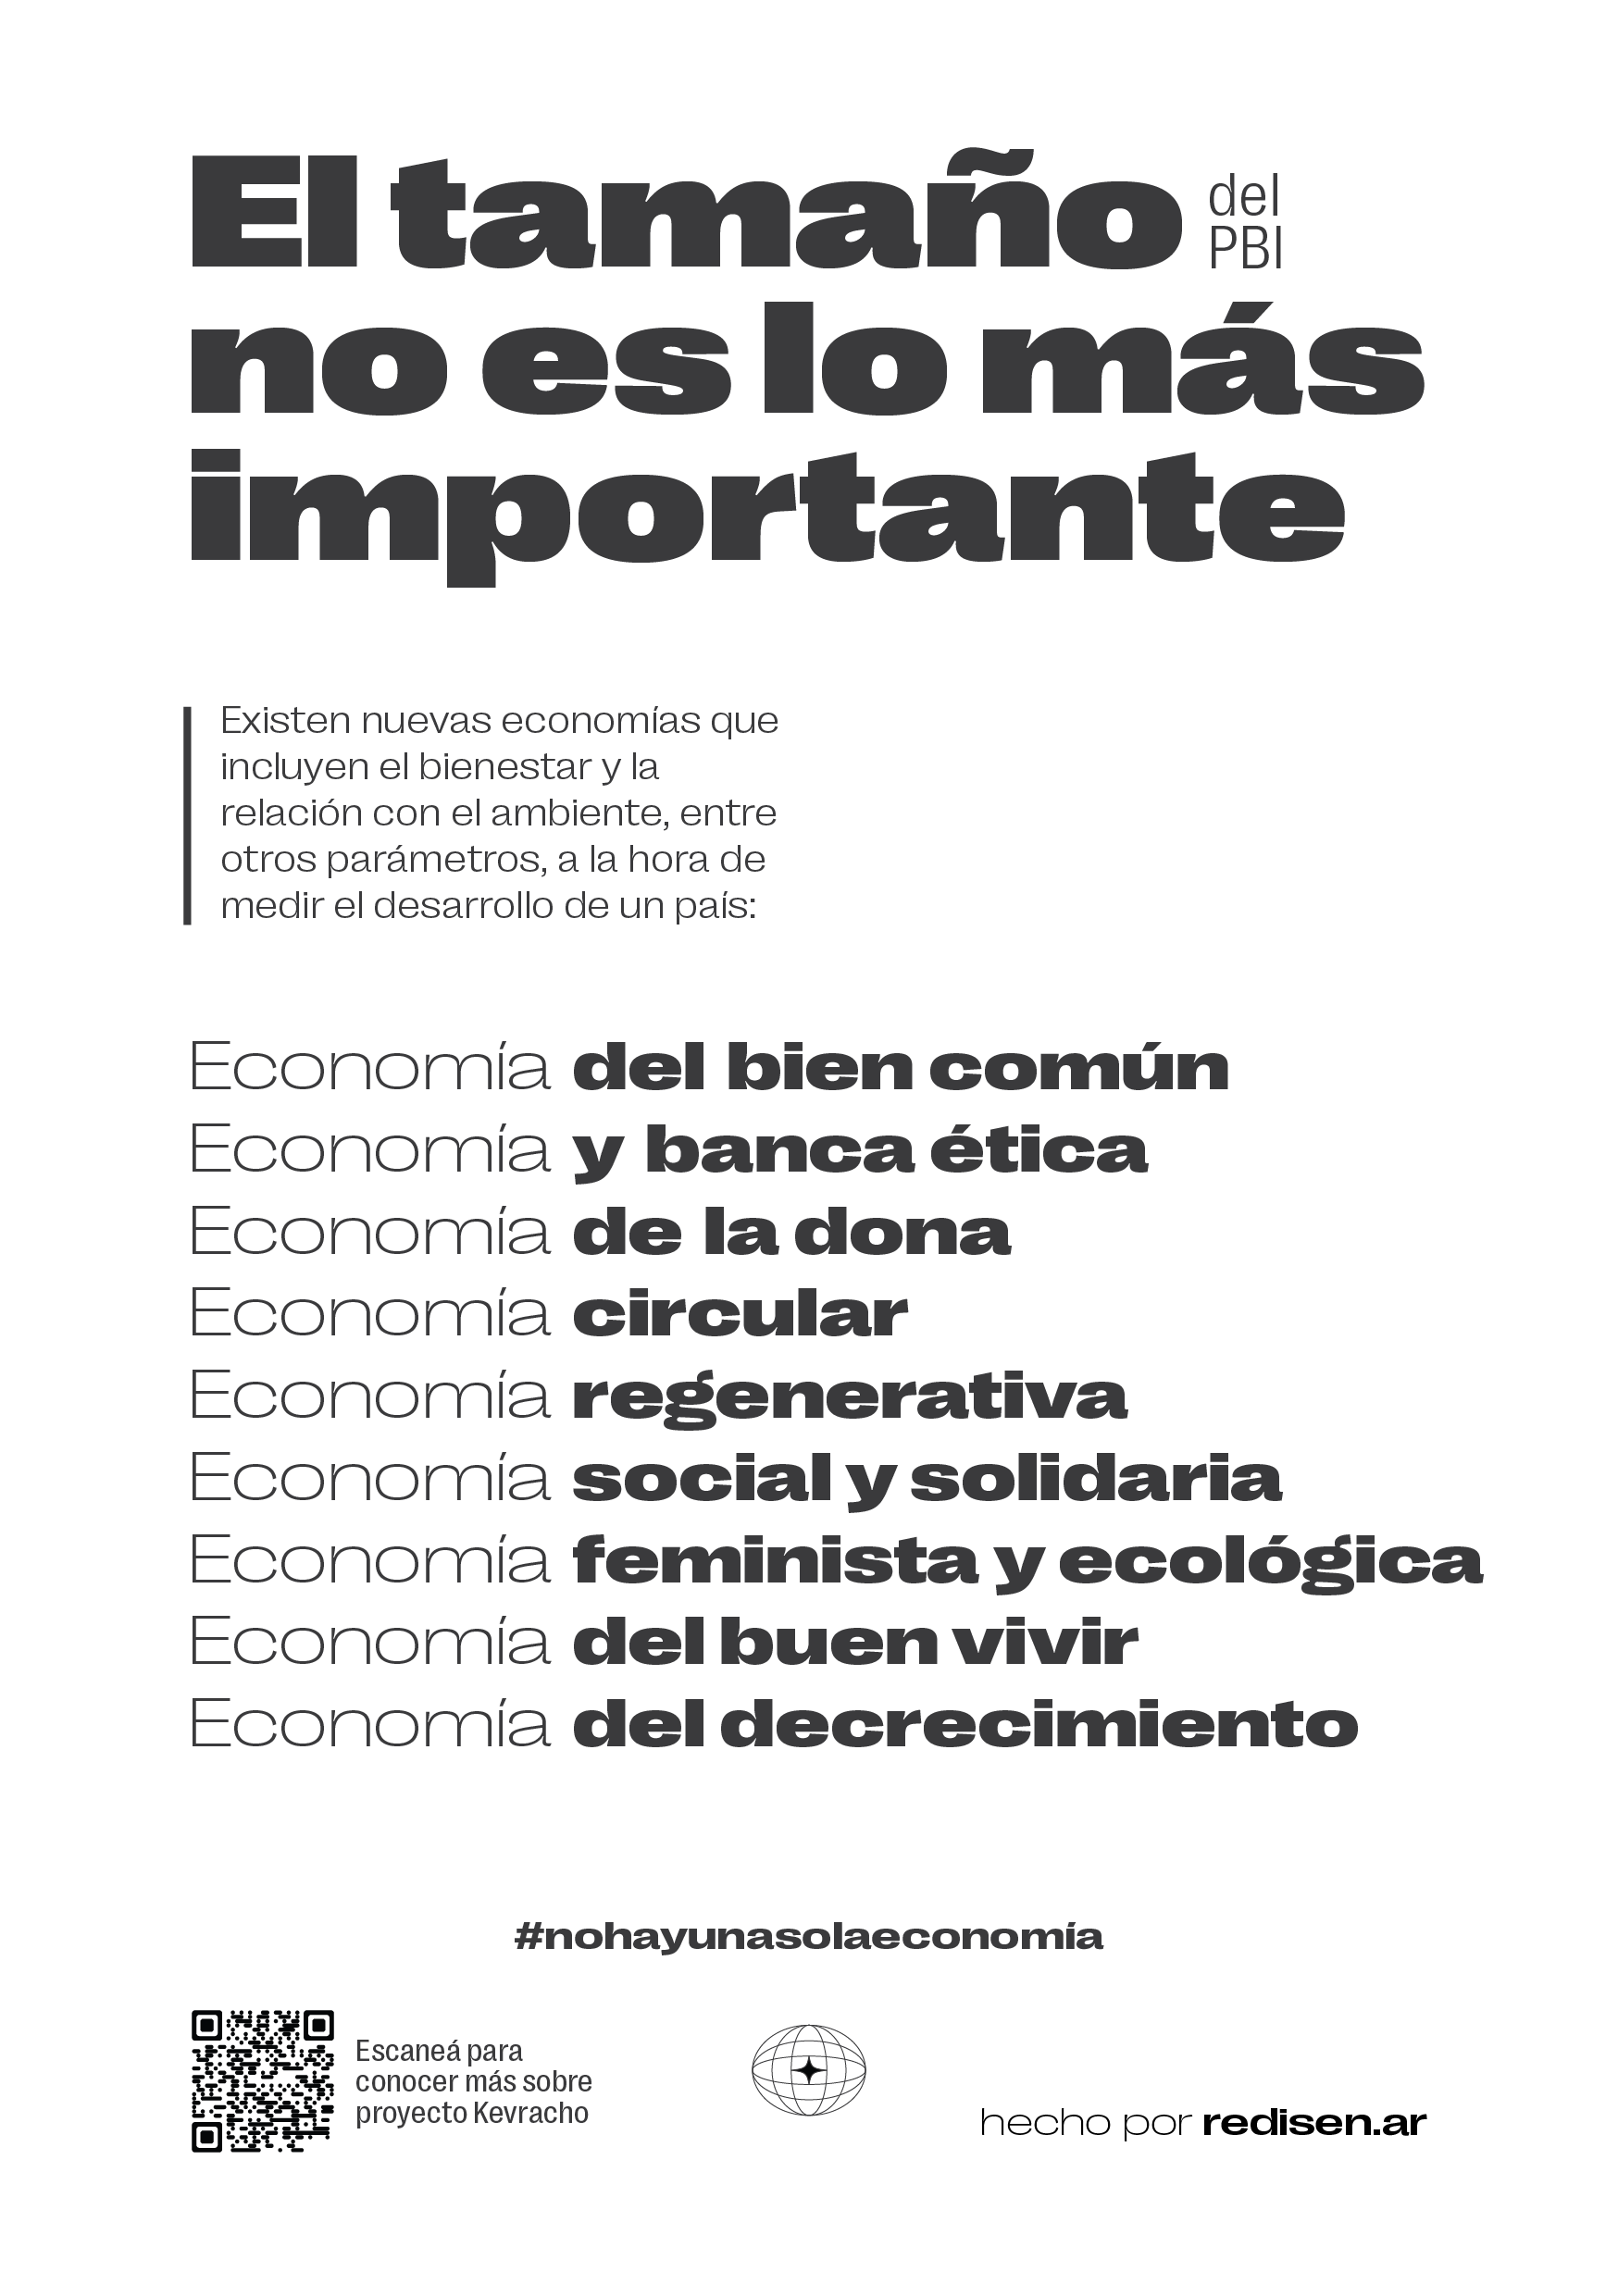 El tamaño del PBI
no es lo más
importante
Existen nuevas economías que
incluyen el bienestar y la
relación con el ambiente, entre
otros parámetros, a la hora de
medir el desarrollo de un país:
Economía del bien común
Economía y banca ética
Economía de la dona
Economía circular
Economía regenerativa
Economía social y solidaria
Economía feminista y ecológica
Economía del buen vivir
Economía del decrecimiento
#nohayunasolaeconomía
Escaneá para
conocer más sobre
proyecto Kevracho
hecho por redisen.ar